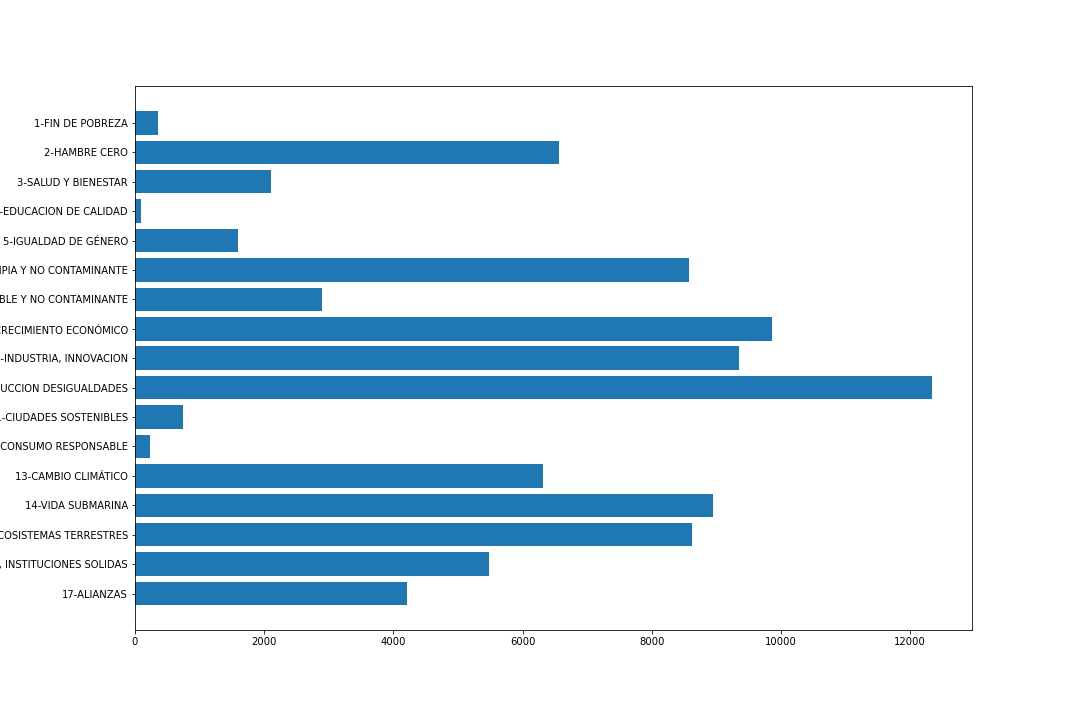 1-FIN DE POBREZA
2-HAMBRE CERO
3-SALUD Y BIENESTAR
-EDUCACION DE CALIDAD
5-IGUALDAD DE GÉNERO
PIA Y NO CONTAMINANTE
BLE Y NO CONTAMINANTE
CRECIMIENTO ECONÓMICO
-INDUSTRIA, INNOVACION
UCCION DESIGUALDADES
-CIUDADES SOSTENIBLES
CONSUMO RESPONSABLE
13-CAMBIO CLIMÁTICO
14-VIDA SUBMARINA
COSISTEMAS TERRESTRES
, INSTITUCIONES SOLIDAS
17-ALIANZAS
0 2000 4000 6000 8000 10000 12000